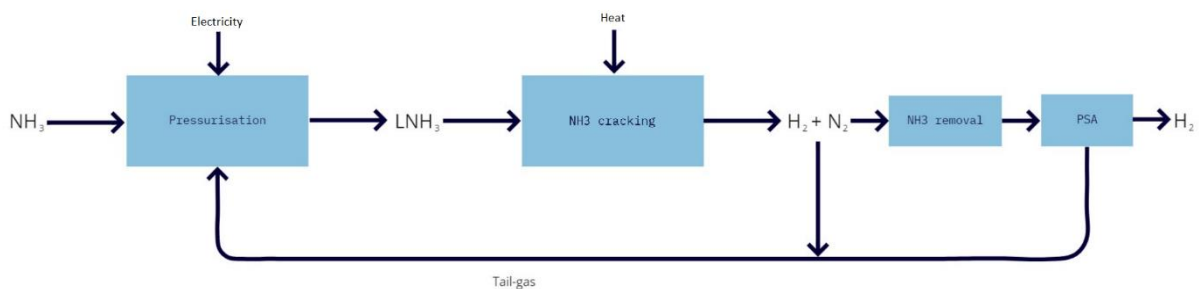 Electricity
Heat
NH₃
Pressurisation
LNH₃
NH3 cracking
H₂ + N₂
NH3 removal
PSA
H₂
Tail-gas